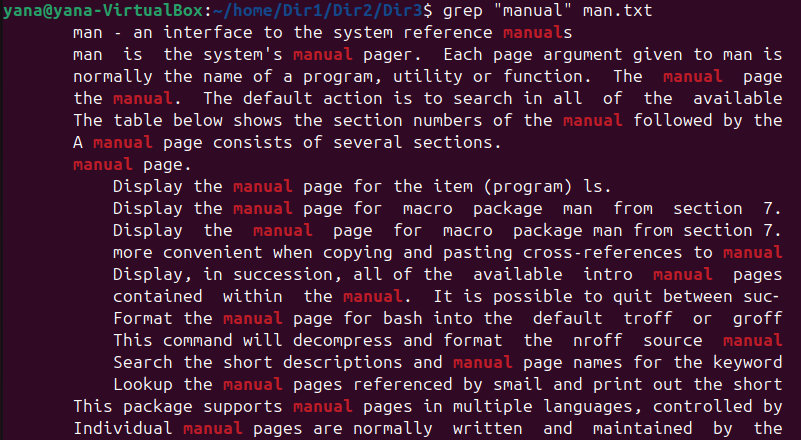 yana@yana-VirtualBox:~/home/Dir1/Dir2/Dir3$ grep "manual" man.txt
man - an interface to the system reference manuals
man  is  the system's manual pager.  Each page argument given to man is
normally the name of a program, utility or function.  The  manual  page
the manual.  The default action is to search in all  of  the  available
The table below shows the section numbers of the manual followed by the
A manual page consists of several sections.
manual page.
Display the manual page for the item (program) ls.
Display the manual page for  macro  package  man  from  section  7.
Display  the  manual  page  for  macro  package man from section 7.
more convenient when copying and pasting cross-references to manual
Display, in succession, all of the  available  intro  manual  pages
contained  within  the manual.  It is possible to quit between suc-
Format the manual page for bash into the  default  troff  or  groff
This command will decompress and format  the  nroff  source  manual
Search the short descriptions and manual page names for the keyword
Lookup the manual pages referenced by smail and print out the short
This package supports manual pages in multiple languages, controlled by
Individual manual pages are normally  written  and  maintained  by  the